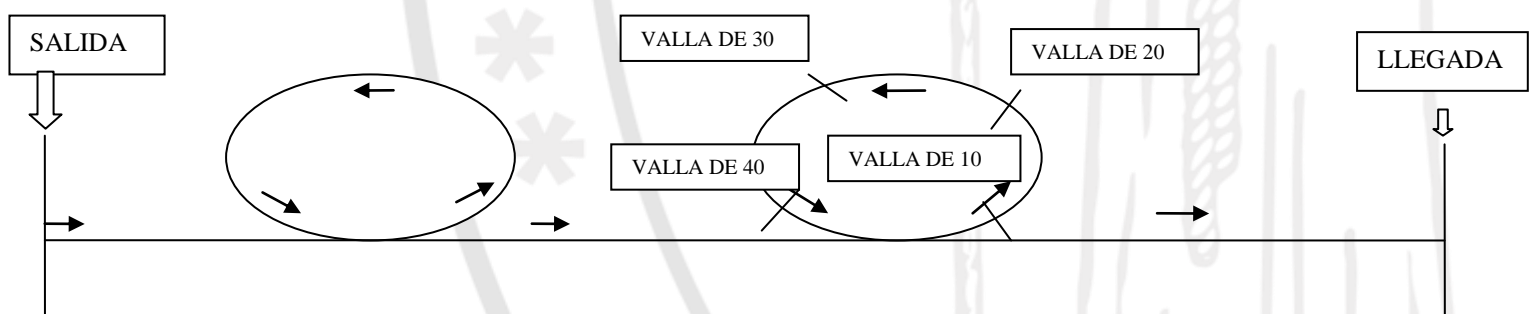 SALIDA
VALLA DE 30
VALLA DE 20
LLEGADA
VALLA DE 40
VALLA DE 10